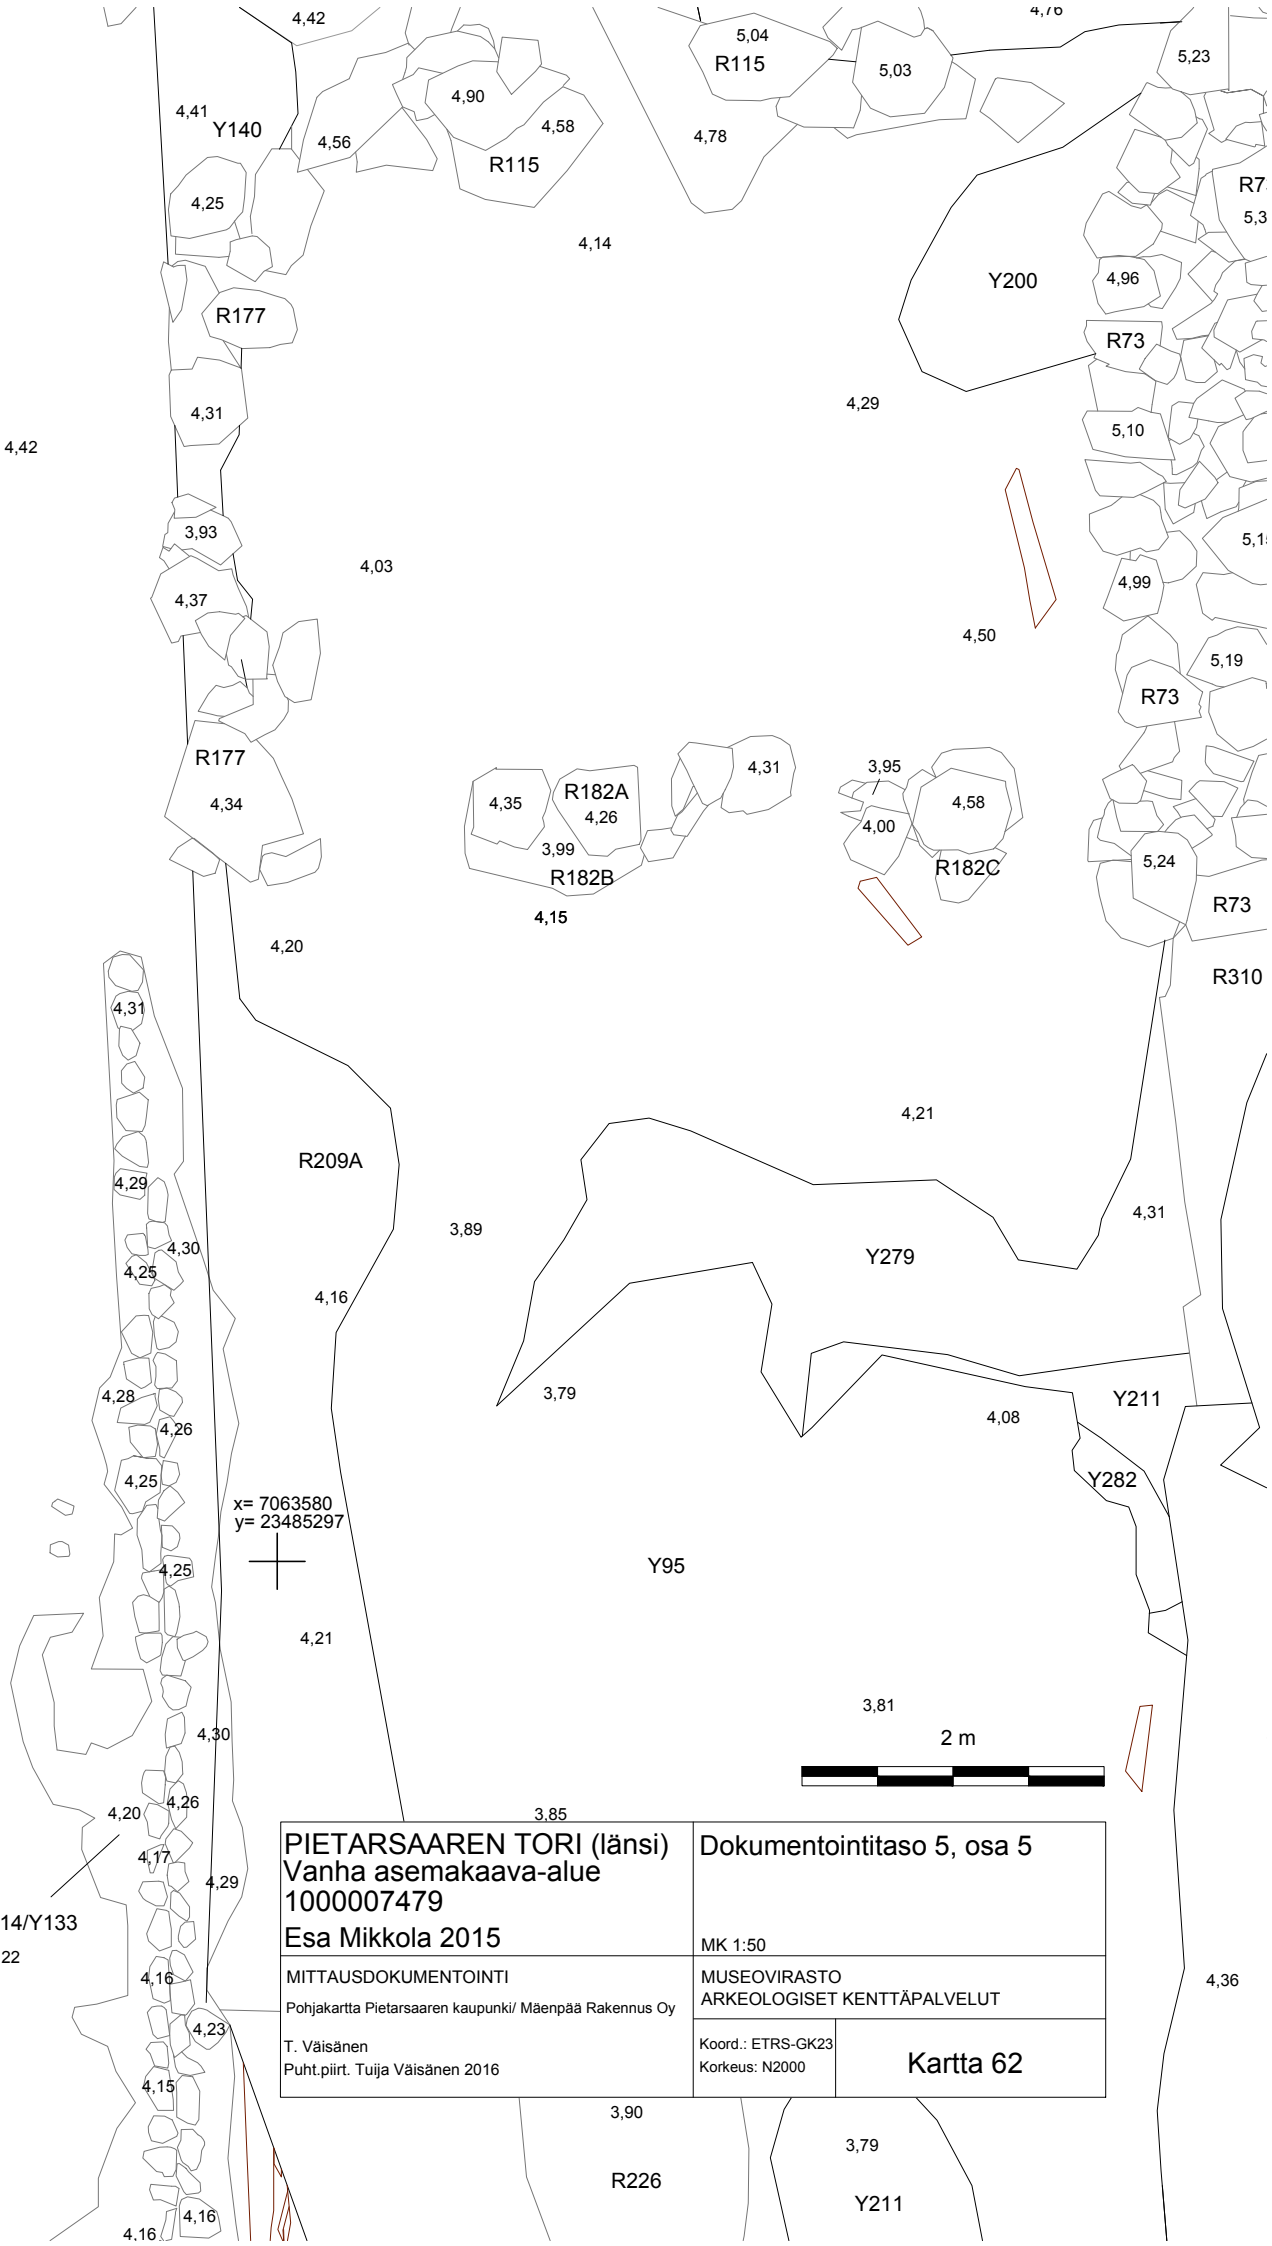 4,42
4,76
5,04
R115
5,03
5,23
4,90
4,41
Y140
4,56
4,58
4,78
R115
4,25
4,14
Y200
4,96
R177
R73
4,29
4,31
5,10
4,42
3,93
4,03
4,99
4,37
4,50
5,19
R73
R177
4,31
3,95
4,34
4,35
R182A
4,26
4,58
4,00
3,99
R182B
R182C
5,24
R73
4,15
4,20
R310
4,31
4,21
R209A
4,29
4,31
3,89
4,30
Y279
4,25
4,16
4,28
3,79
Y211
4,08
4,26
4,25
Y282
x= 7063580
y= 23485297
Y95
4,25
4,21
3,81
4,30
2 m
4,26
4,20
3,85
4,17
4,29
14/Y133
22
PIETARSAAREN TORI (länsi)
Vanha asemakaava-alue
1000007479
Esa Mikkola 2015
Dokumentointitaso 5, osa 5
MK 1:50
MITTAUSDOKUMENTOINTI
Pohjakartta Pietarsaaren kaupunki/ Mäenpää Rakennus Oy
T. Väisänen
Puht.piirt. Tuija Väisänen 2016
MUSEOVIRASTO
ARKEOLOGISET KENTTÄPALVELUT
Koord.: ETRS-GK23
Korkeus: N2000
Kartta 62
4,16
4,36
4,23
4,15
3,90
3,79
R226
Y211
4,16
4,16